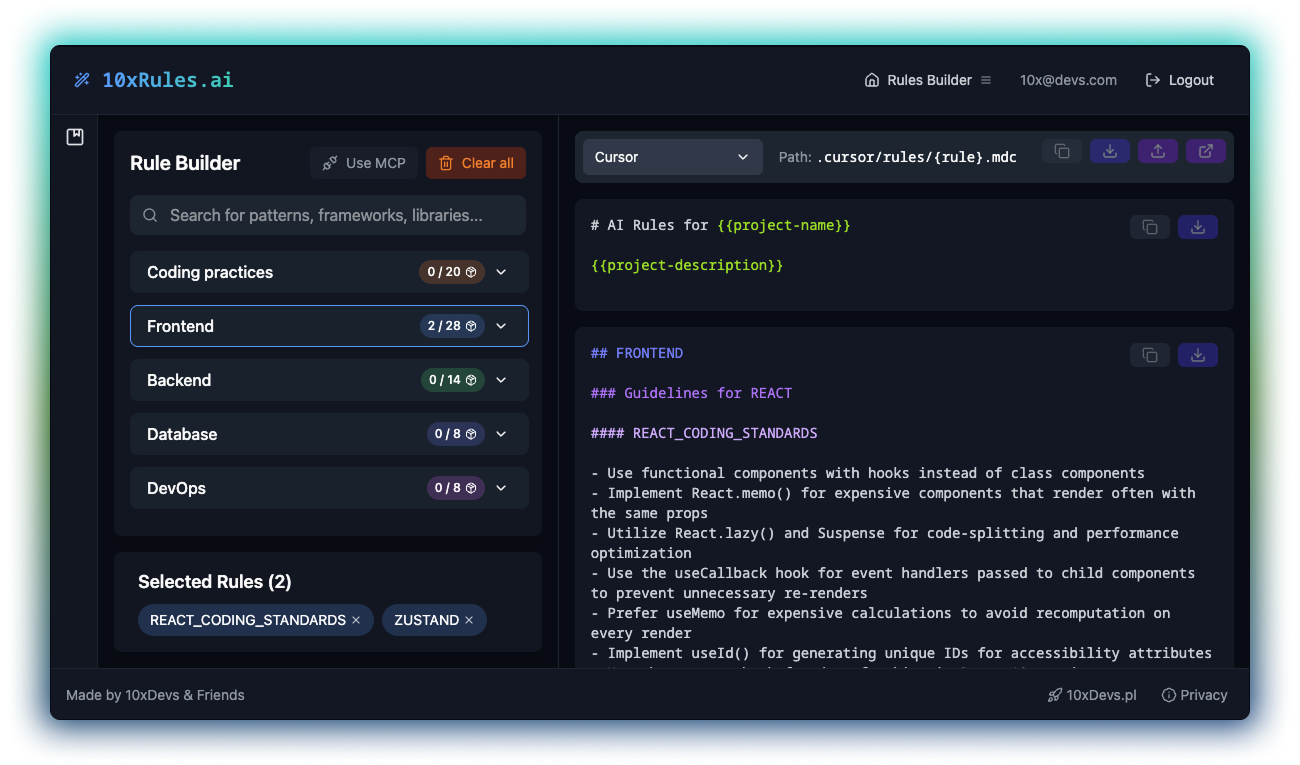 10xRules.ai
Rules Builder
10x@devs.com
Logout
Rule Builder
Use MCP
Clear all
Search for patterns, frameworks, libraries...
Coding practices
0 / 20
Frontend
2 / 28
Backend
0 / 14
Database
0 / 8
DevOps
0 / 8
Selected Rules (2)
REACT_CODING_STANDARDS ×
ZUSTAND ×
Cursor
Path: .cursor/rules/{rule}.mdc
# AI Rules for {{project-name}}
{{project-description}}
## FRONTEND
### Guidelines for REACT
#### REACT_CODING_STANDARDS
- Use functional components with hooks instead of class components
- Implement React.memo() for expensive components that render often with
the same props
- Utilize React.lazy() and Suspense for code-splitting and performance
optimization
- Use the useCallback hook for event handlers passed to child components
to prevent unnecessary re-renders
- Prefer useMemo for expensive calculations to avoid recomputation on
every render
- Implement useId() for generating unique IDs for accessibility attributes
Made by 10xDevs & Friends
10xDevs.pl
Privacy